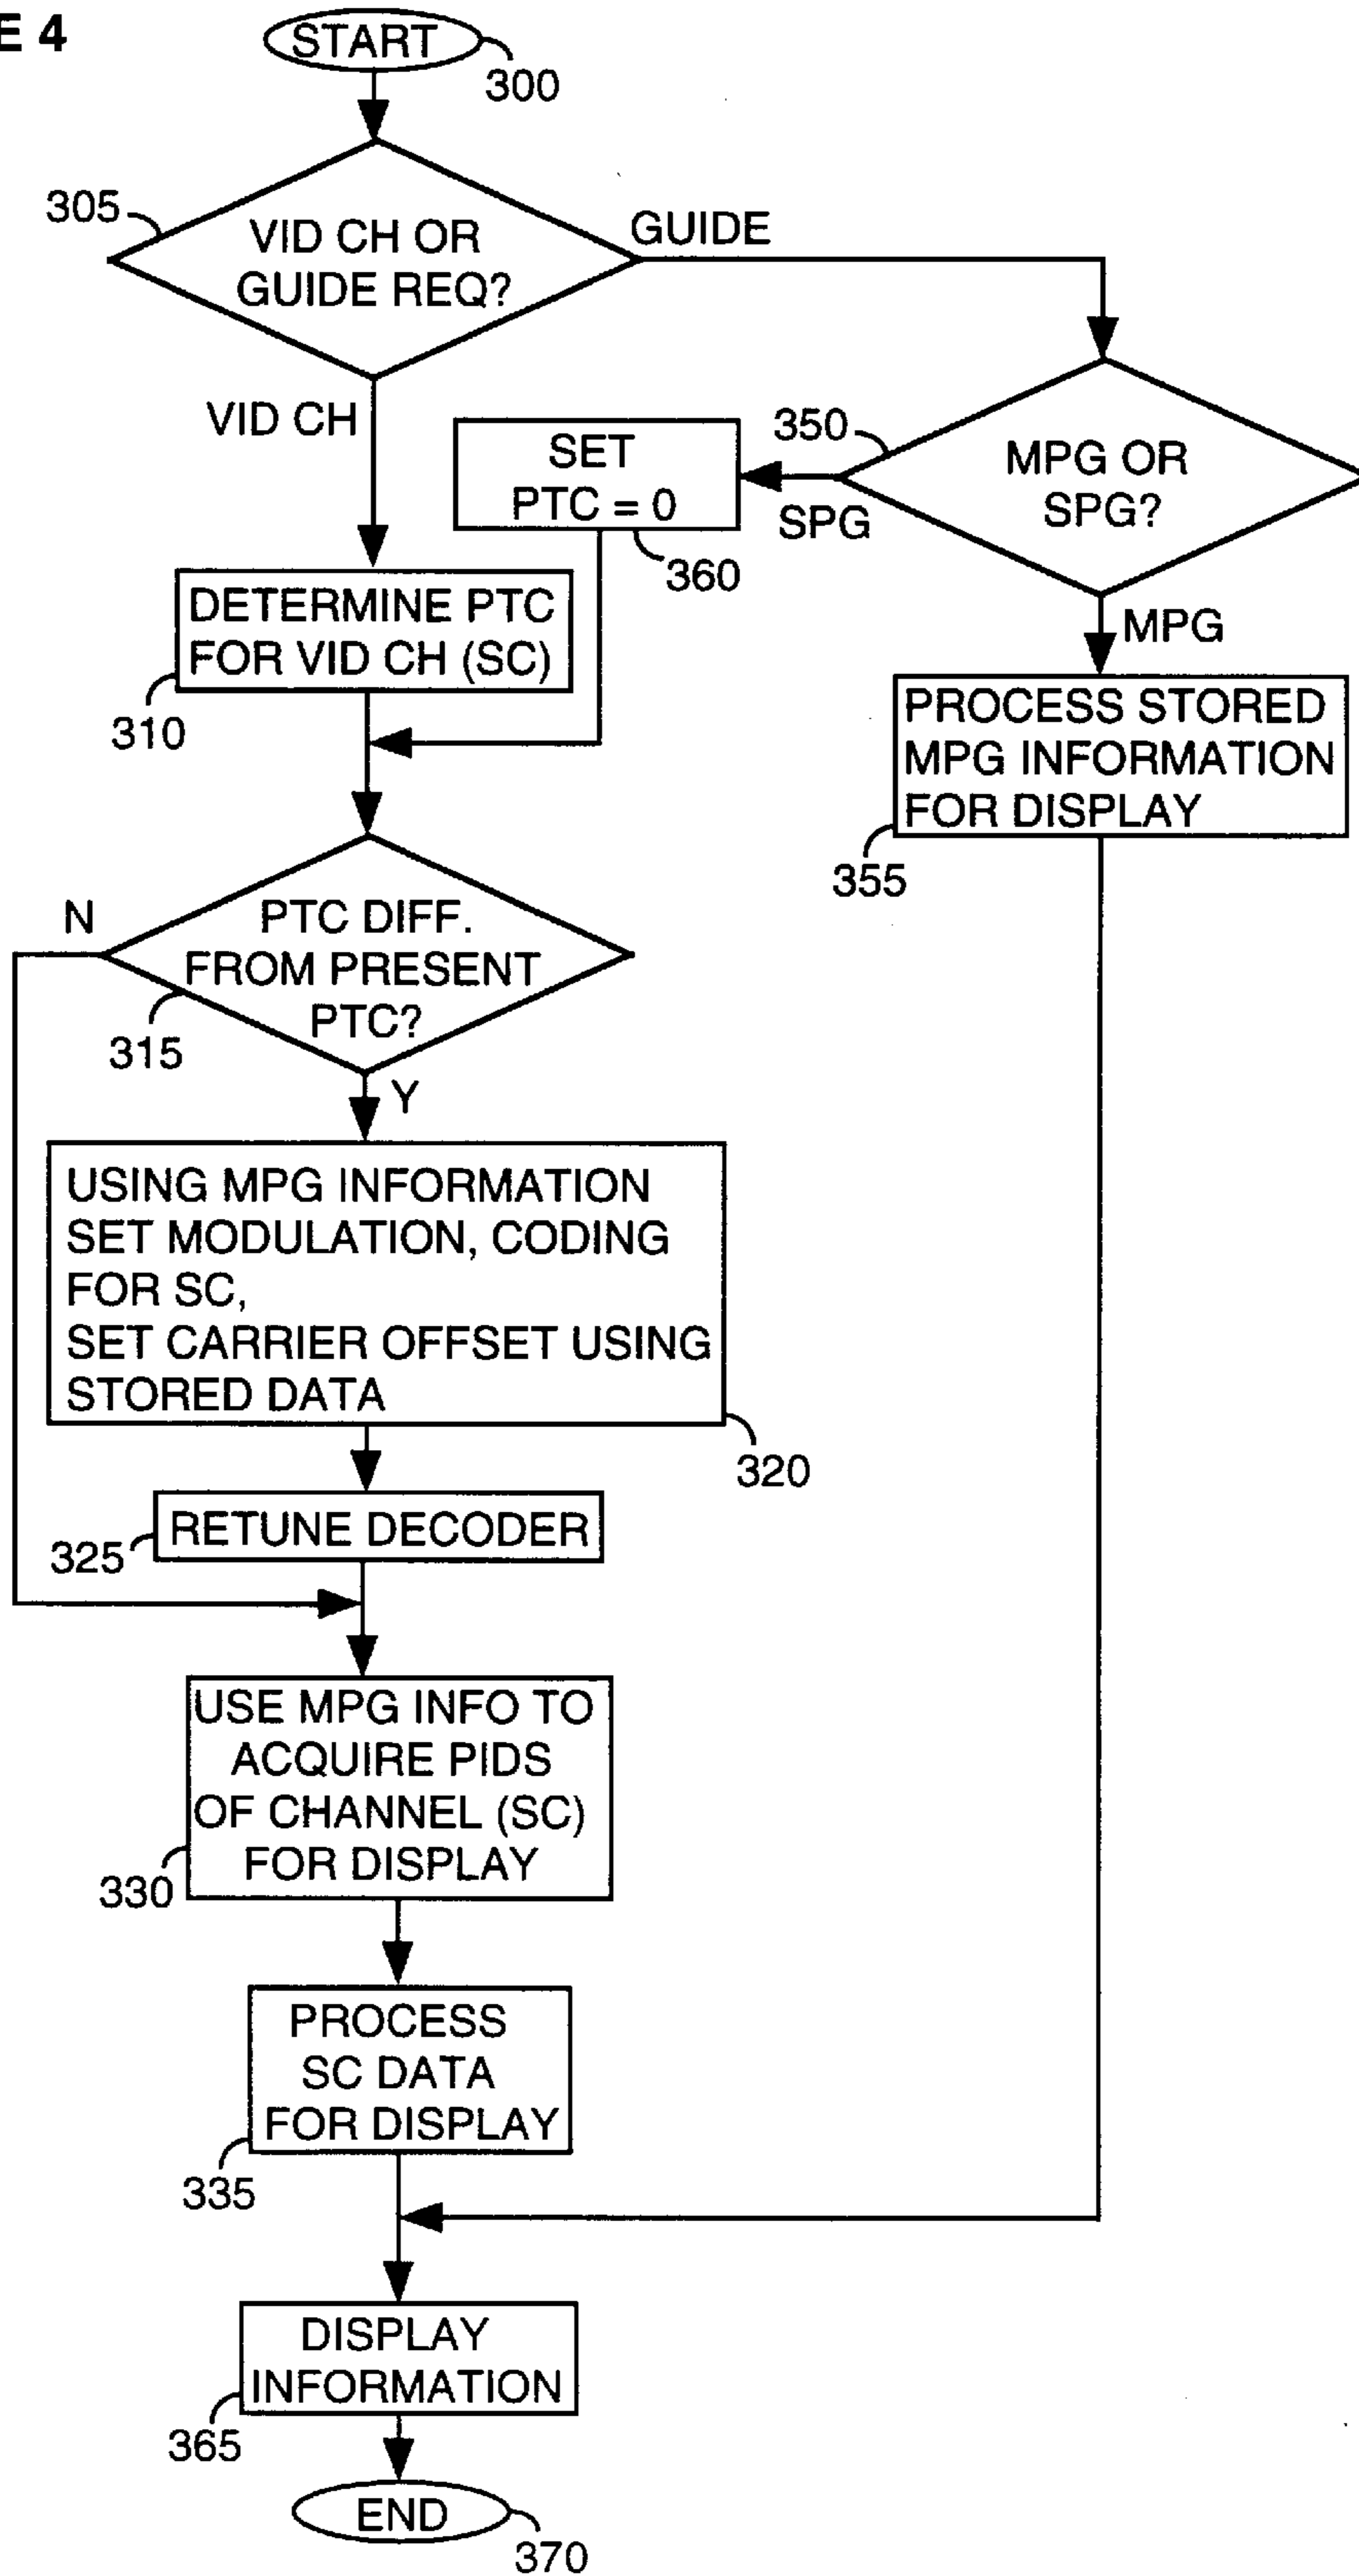 E 4
START
300
305
VID CH OR
GUIDE REQ?
GUIDE
VID CH
350
MPG OR
SPG?
SET
PTC = 0
SPG
360
MPG
DETERMINE PTC
FOR VID CH (SC)
310
PROCESS STORED
MPG INFORMATION
FOR DISPLAY
355
N
PTC DIFF.
FROM PRESENT
PTC?
315
Y
USING MPG INFORMATION
SET MODULATION, CODING
FOR SC,
SET CARRIER OFFSET USING
STORED DATA
320
RETUNE DECODER
325
USE MPG INFO TO
ACQUIRE PIDS
OF CHANNEL (SC)
FOR DISPLAY
330
PROCESS
SC DATA
FOR DISPLAY
335
DISPLAY
INFORMATION
365
END
370